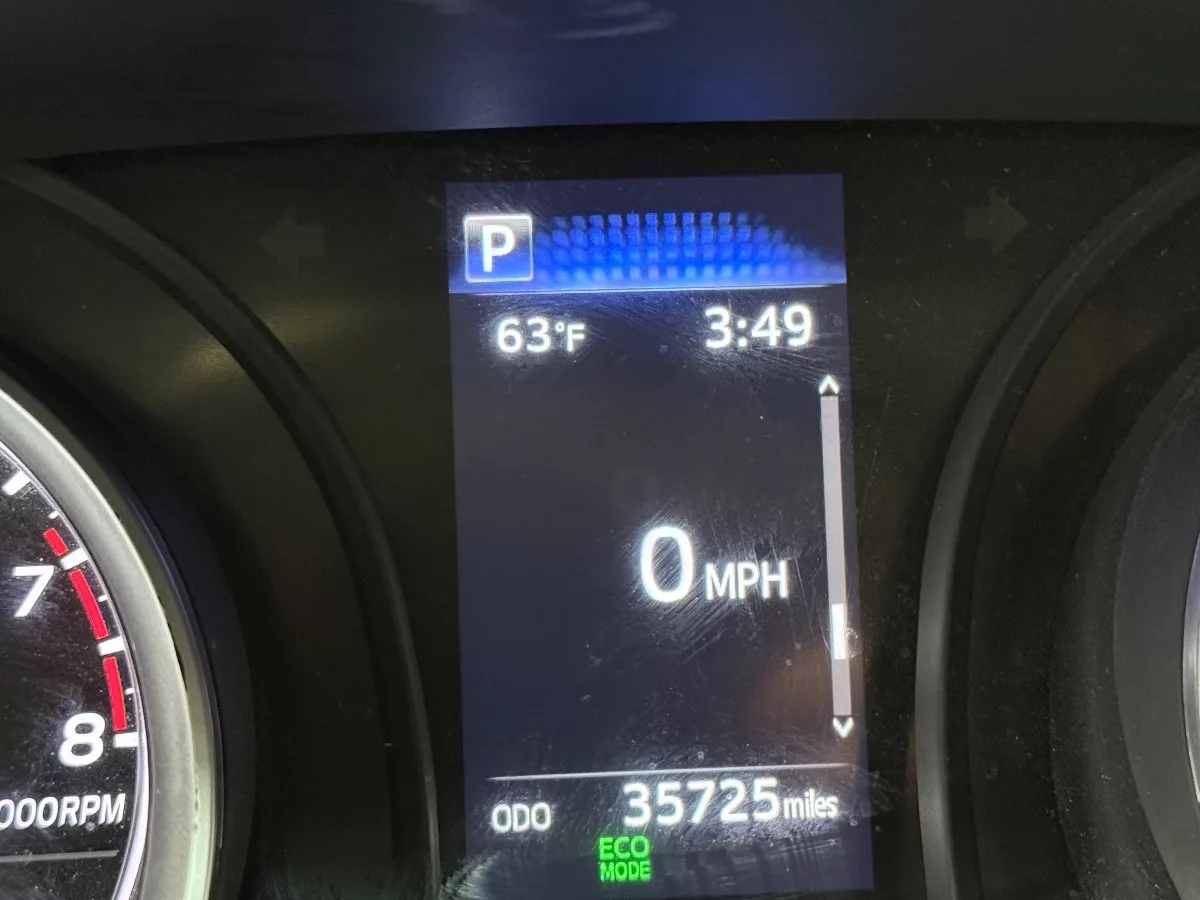 P
63°F 3:49
0 MPH
7
8
000RPM
ODO 35725 miles
ECO
MODE